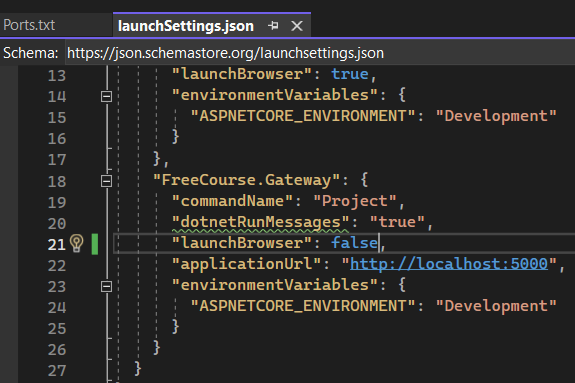 Ports.txt launchSettings.json
Schema: https://json.schemastore.org/launchsettings.json
13 "launchBrowser": true,
14 "environmentVariables": {
15 "ASPNETCORE_ENVIRONMENT": "Development"
16 }
17 },
18 "FreeCourse.Gateway": {
19 "commandName": "Project",
20 "dotnetRunMessages": "true",
21 "launchBrowser": false,
22 "applicationUrl": "http://localhost:5000",
23 "environmentVariables": {
24 "ASPNETCORE_ENVIRONMENT": "Development"
25 }
26 }
27 }